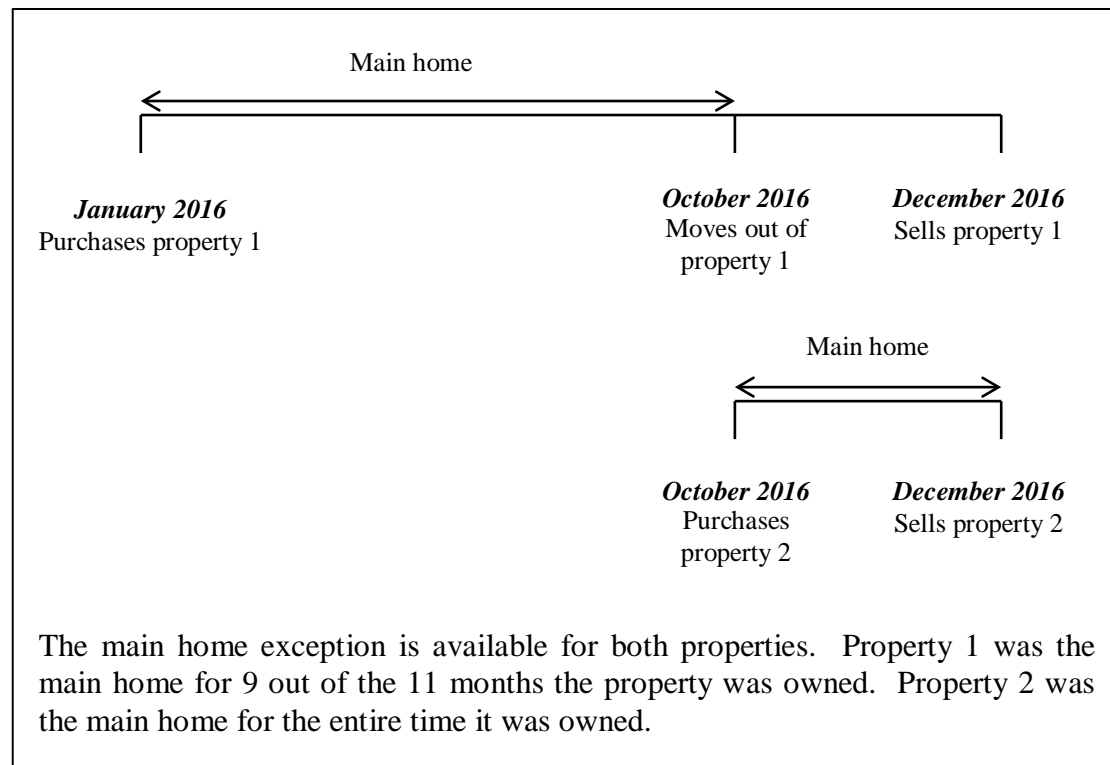 Main home
January 2016
Purchases property 1
October 2016
Moves out of
property 1
December 2016
Sells property 1
Main home
October 2016
Purchases
property 2
December 2016
Sells property 2
The main home exception is available for both properties. Property 1 was the
main home for 9 out of the 11 months the property was owned. Property 2 was
the main home for the entire time it was owned.